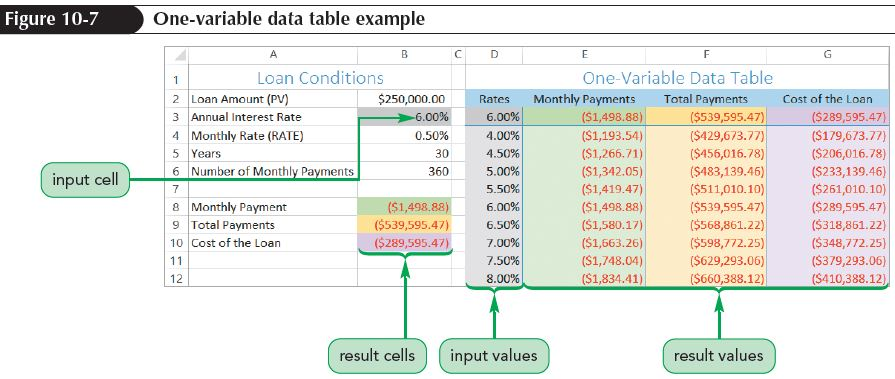 Figure 10-7 One-variable data table example
A B C D E F G
1 Loan Conditions One-Variable Data Table
2 Loan Amount (PV) $250,000.00 Rates Monthly Payments Total Payments Cost of the Loan
3 Annual Interest Rate 6.00% 6.00% ($1,498.88) ($539,595.47) ($289,595.47)
4 Monthly Rate (RATE) 0.50% 4.00% ($1,193.54) ($429,673.77) ($179,673.77)
5 Years 30 4.50% ($1,266.71) ($456,016.78) ($206,016.78)
6 Number of Monthly Payments 360 5.00% ($1,342.05) ($483,139.46) ($233,139.46)
7 5.50% ($1,419.47) ($511,010.10) ($261,010.10)
8 Monthly Payment ($1,498.88) 6.00% ($1,498.88) ($539,595.47) ($289,595.47)
9 Total Payments ($539,595.47) 6.50% ($1,580.17) ($568,861.22) ($318,861.22)
10 Cost of the Loan ($289,595.47) 7.00% ($1,663.26) ($598,772.25) ($348,772.25)
11 7.50% ($1,748.04) ($629,293.06) ($379,293.06)
12 8.00% ($1,834.41) ($660,388.12) ($410,388.12)
input cell
result cells input values result values